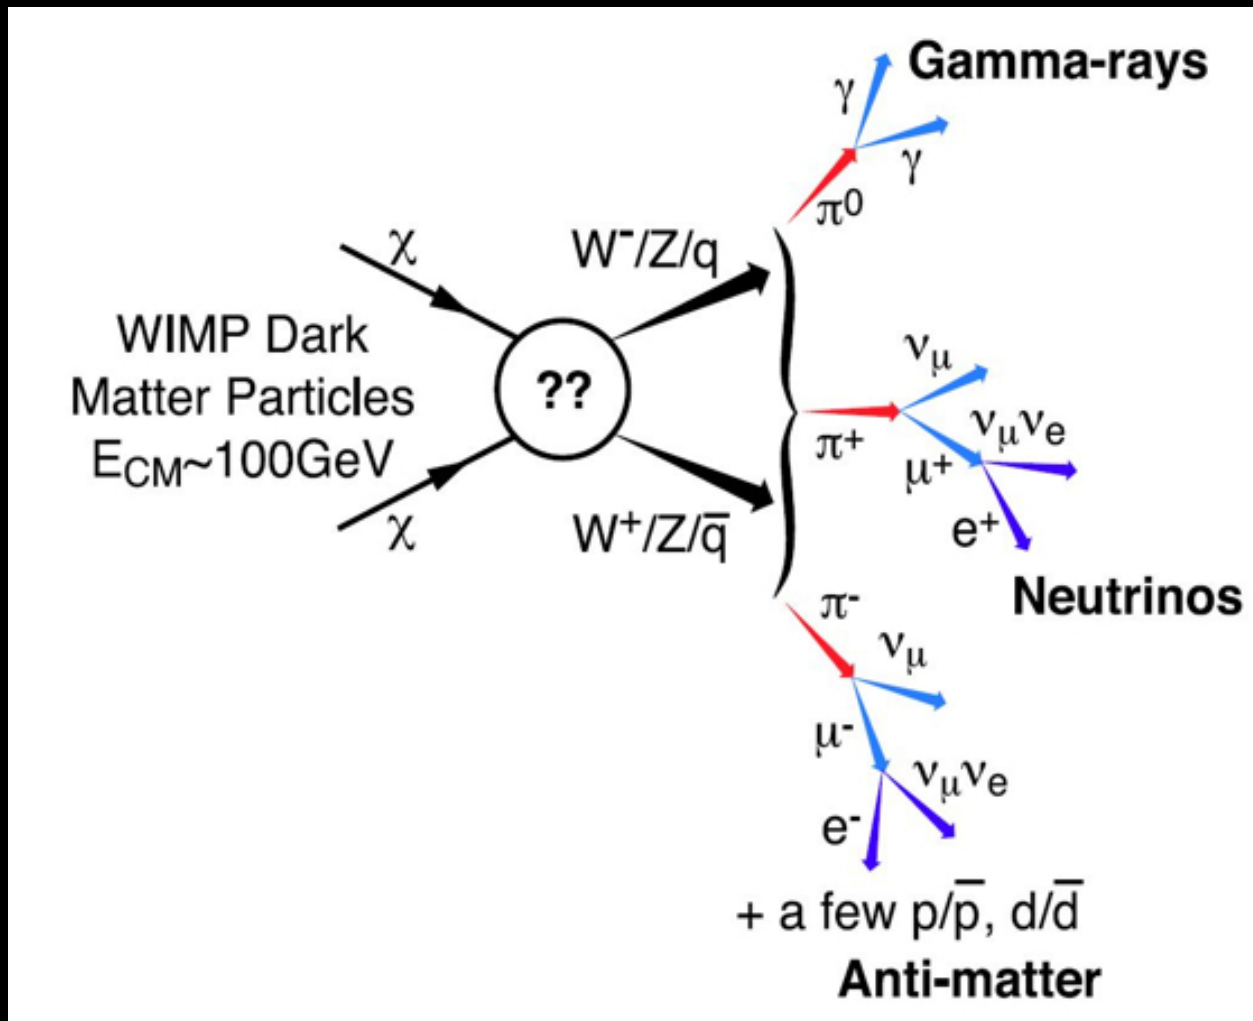 Gamma-rays
γ
γ
π⁰
χ
W⁻/Z/q
WIMP Dark
Matter Particles
E_CM~100GeV
??
χ
W⁺/Z/q̅
π⁺
ν_μ
μ⁺
ν_μν_e
e⁺
Neutrinos
π⁻
ν_μ
μ⁻
ν_μν_e
e⁻
+ a few p/p̅, d/d̅
Anti-matter